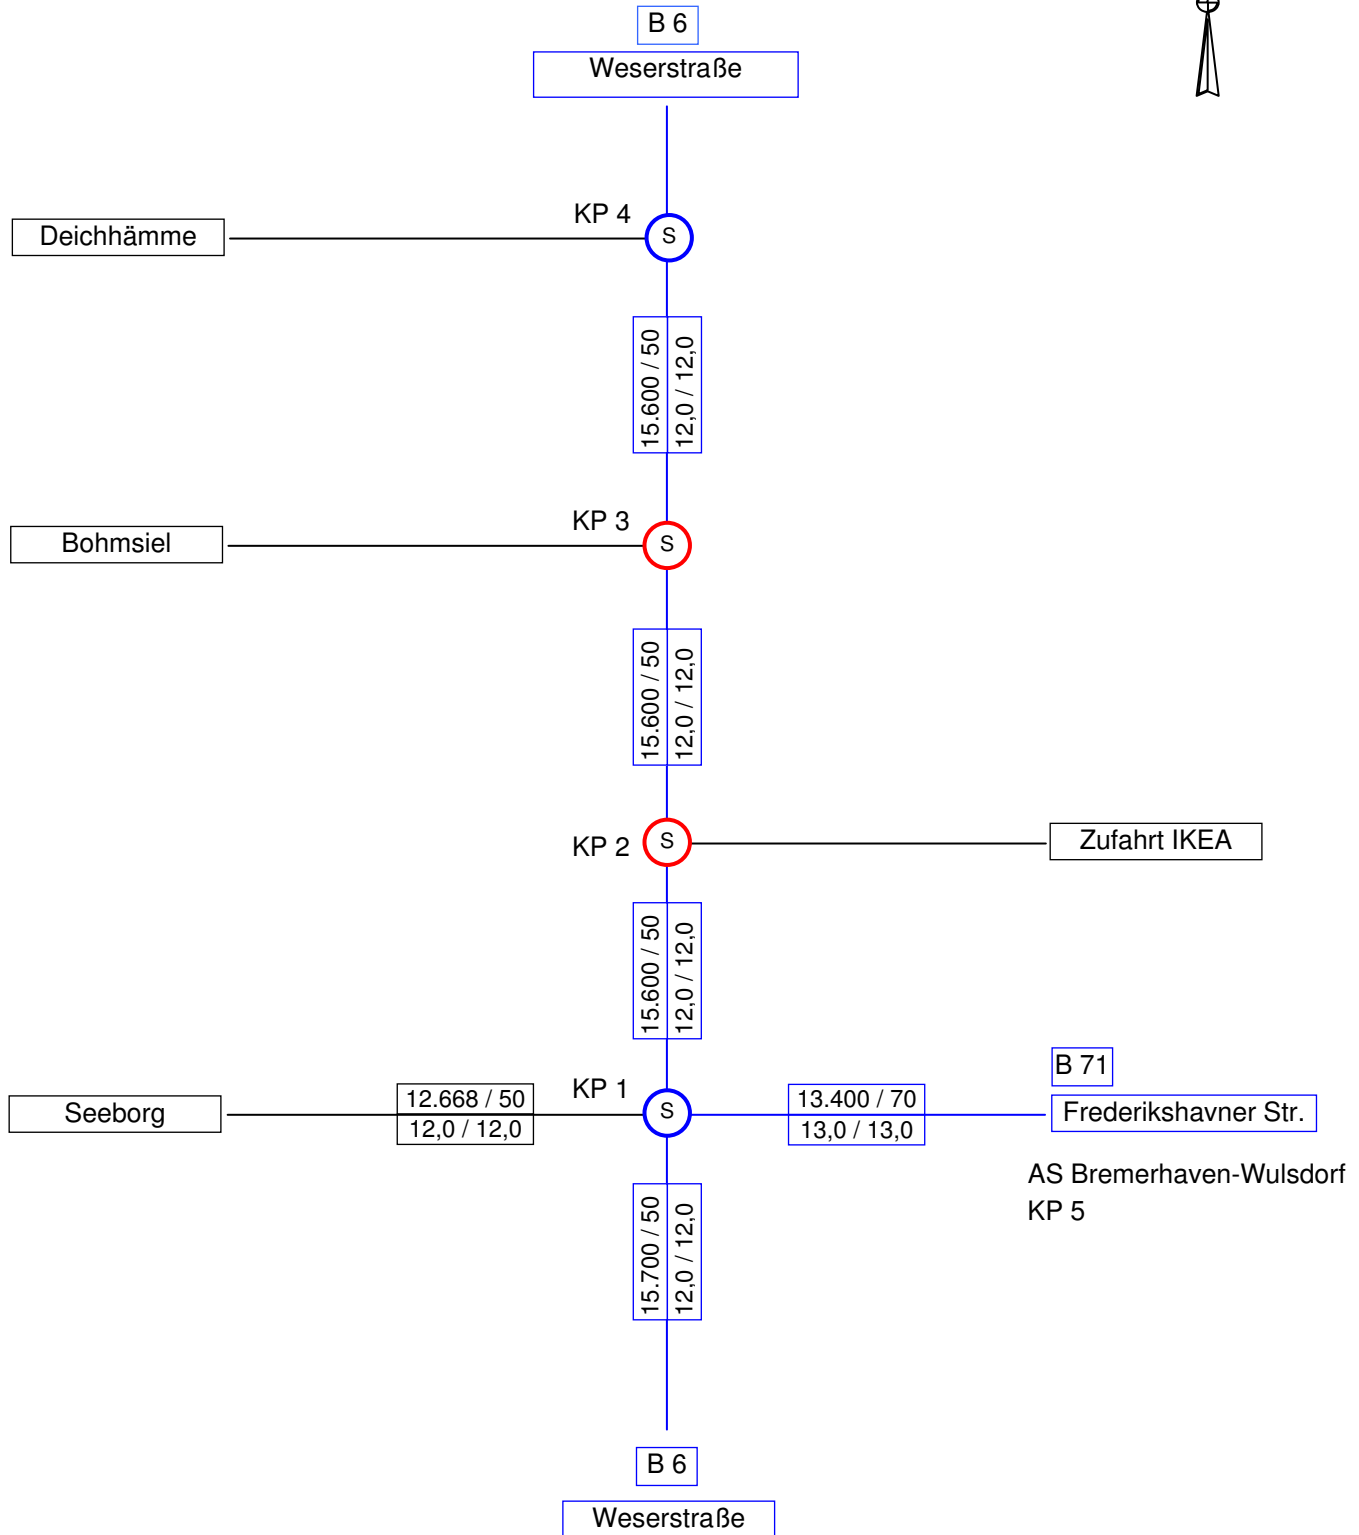 B 6
Weserstraße
KP 4
S
Deichhämme
15.600 / 50
12,0 / 12,0
KP 3
S
Bohmsiel
15.600 / 50
12,0 / 12,0
KP 2
S
Zufahrt IKEA
15.600 / 50
12,0 / 12,0
B 71
KP 1
S
Seeborg
12.668 / 50
12,0 / 12,0
13.400 / 70
13,0 / 13,0
Frederikshavner Str.
AS Bremerhaven-Wulsdorf
KP 5
15.700 / 50
12,0 / 12,0
B 6
Weserstraße